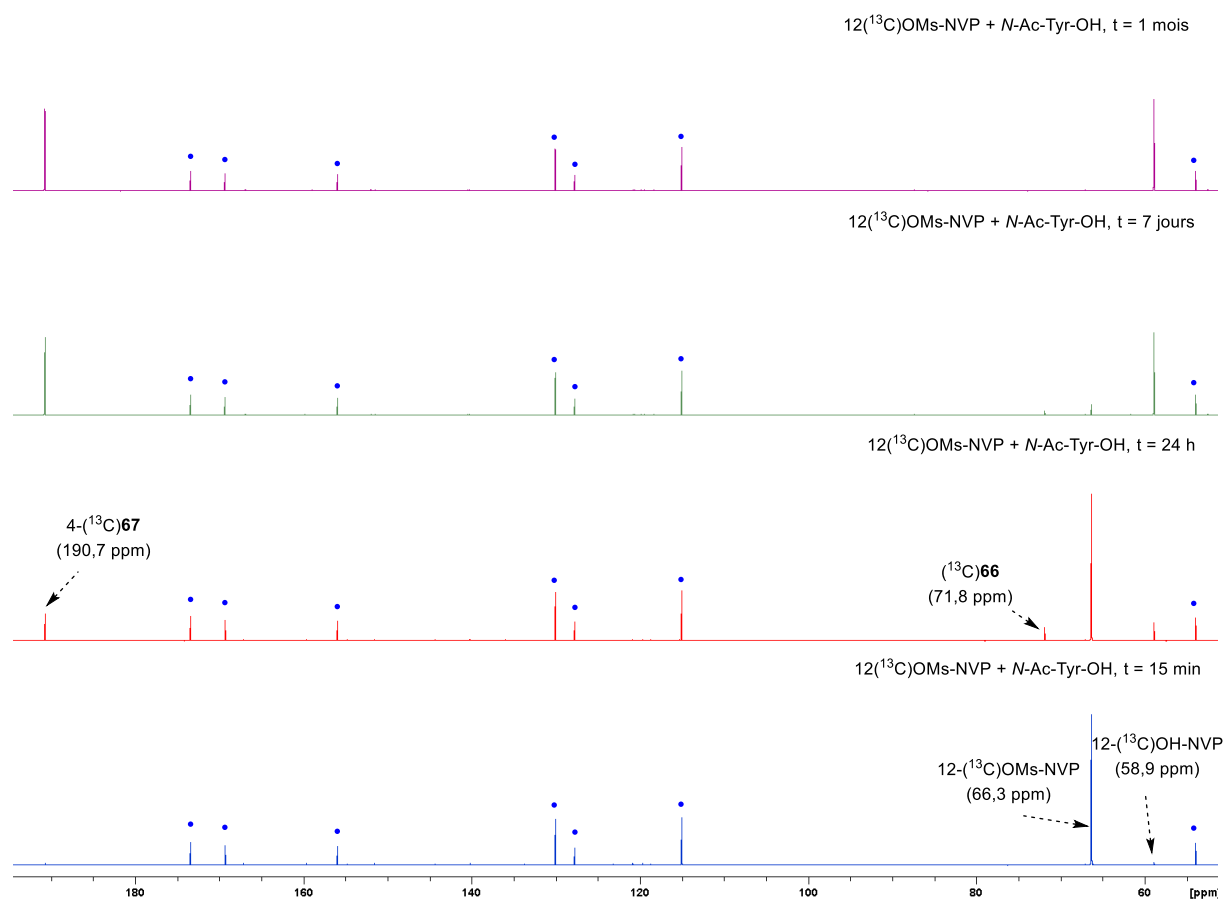 12(¹³C)OMs-NVP + N-Ac-Tyr-OH, t = 1 mois
12(¹³C)OMs-NVP + N-Ac-Tyr-OH, t = 7 jours
12(¹³C)OMs-NVP + N-Ac-Tyr-OH, t = 24 h
4-(¹³C)67
(190,7 ppm)
(¹³C)66
(71,8 ppm)
12(¹³C)OMs-NVP + N-Ac-Tyr-OH, t = 15 min
12-(¹³C)OH-NVP
(58,9 ppm)
12-(¹³C)OMs-NVP
(66,3 ppm)
180 160 140 120 100 80 60 [ppm]